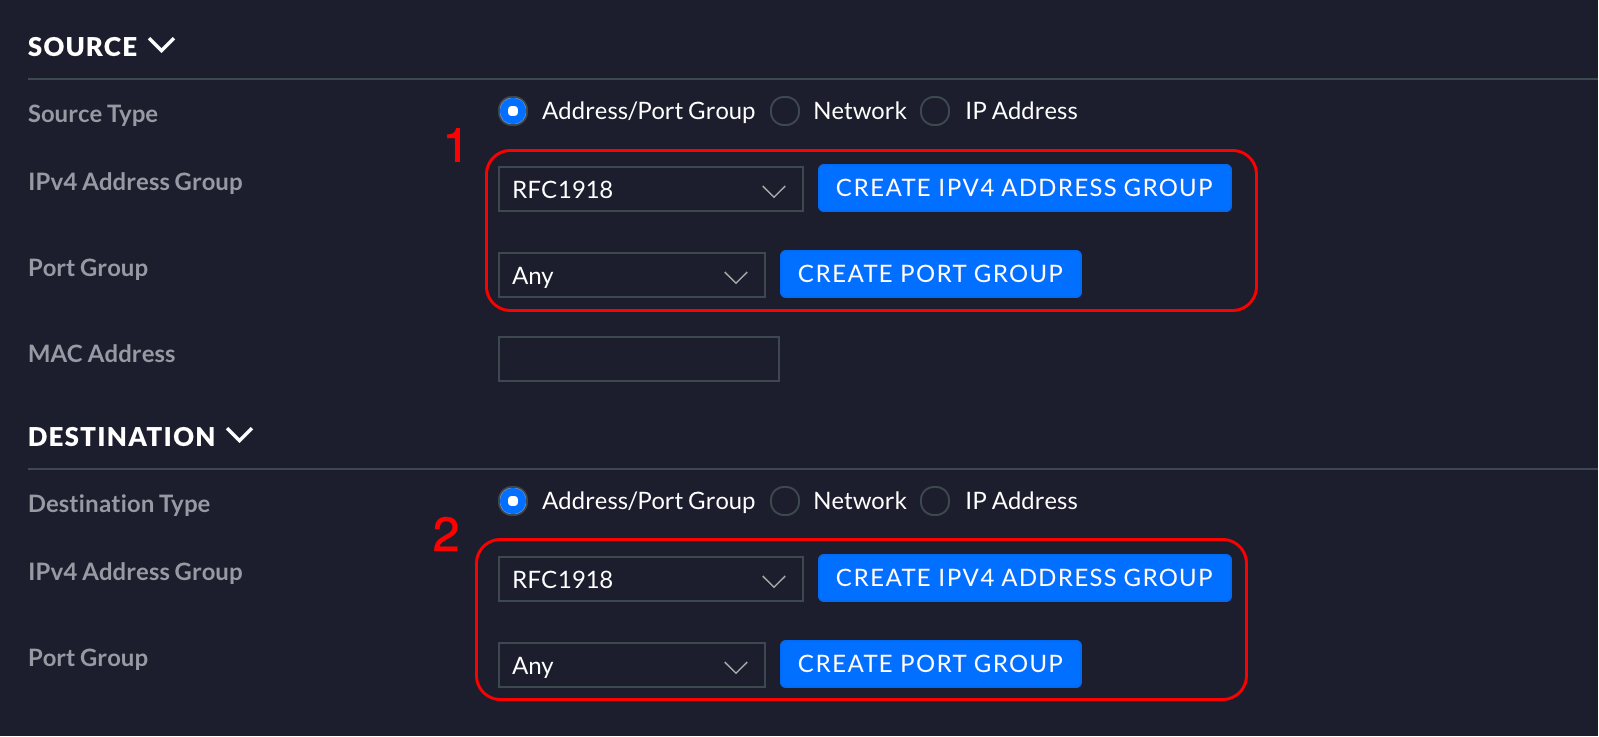 SOURCE
Source Type Address/Port Group Network IP Address
1
IPv4 Address Group RFC1918 CREATE IPV4 ADDRESS GROUP
Port Group Any CREATE PORT GROUP
MAC Address
DESTINATION
Destination Type Address/Port Group Network IP Address
2
IPv4 Address Group RFC1918 CREATE IPV4 ADDRESS GROUP
Port Group Any CREATE PORT GROUP